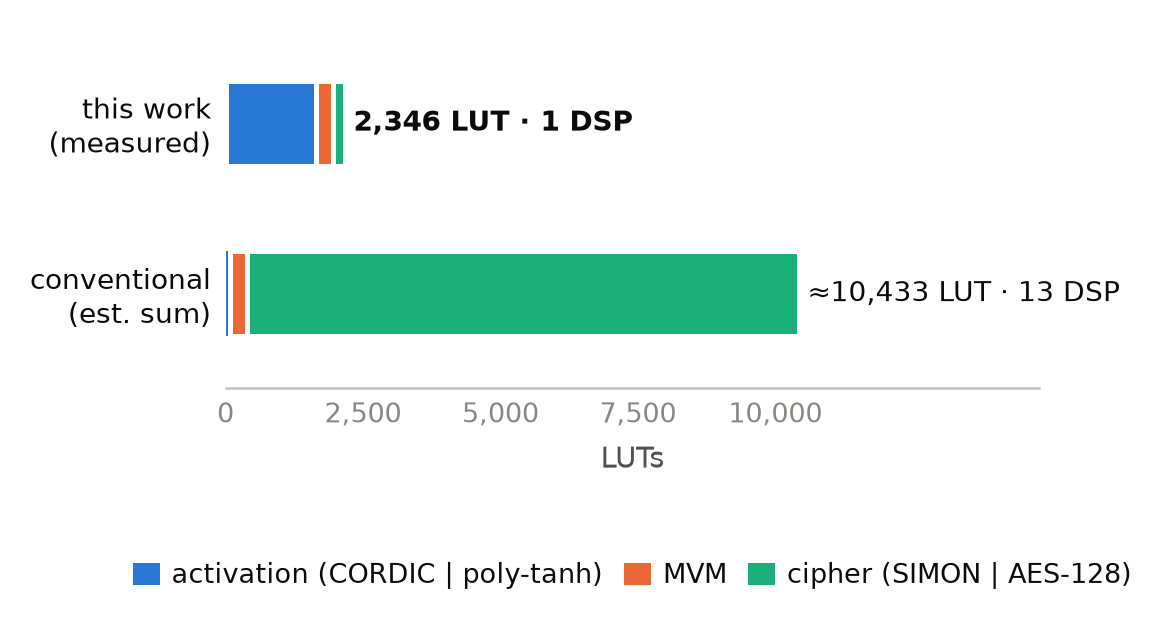 this work
(measured)
2,346 LUT · 1 DSP
conventional
(est. sum)
≈10,433 LUT · 13 DSP
0 2,500 5,000 7,500 10,000
LUTs
activation (CORDIC | poly-tanh) MVM cipher (SIMON | AES-128)